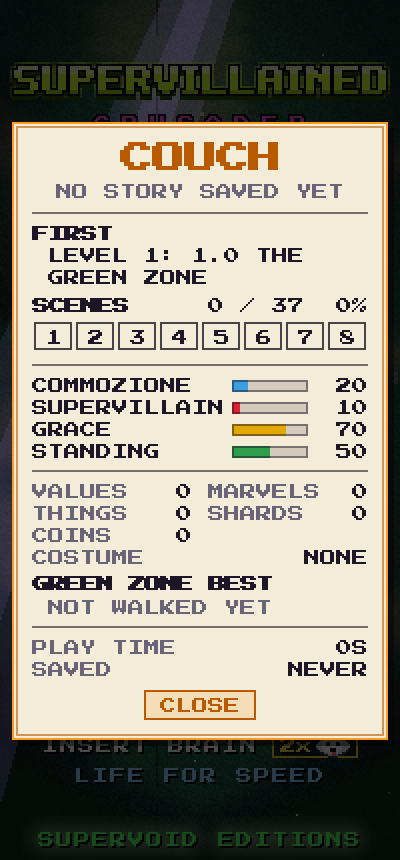 SUPERVILLAINED
CRUSADER
COUCH
NO STORY SAVED YET
FIRST
LEVEL 1: 1.0 THE
GREEN ZONE
SCENES 0 / 37 0%
1 2 3 4 5 6 7 8
COMMOZIONE 20
SUPERVILLAIN 10
GRACE 70
STANDING 50
VALUES 0 MARVELS 0
THINGS 0 SHARDS 0
COINS 0
COSTUME NONE
GREEN ZONE BEST
NOT WALKED YET
PLAY TIME 0S
SAVED NEVER
CLOSE
INSERT BRAIN 2X
LIFE FOR SPEED
SUPERVOID EDITIONS